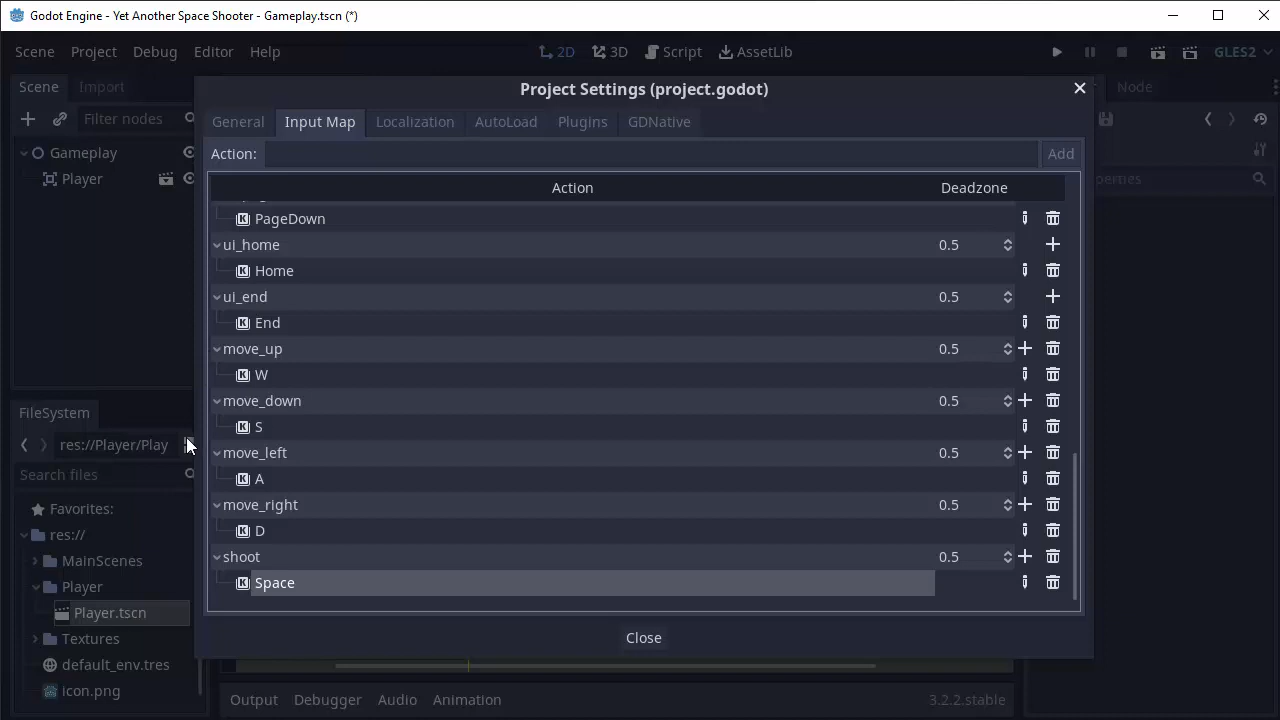 Godot Engine - Yet Another Space Shooter - Gameplay.tscn (*)
Scene Project Debug Editor Help 2D 3D Script AssetLib GLES2
Scene Import
Filter nodes
Gameplay
Player
FileSystem
res://Player/Play
Search files
Favorites:
res://
MainScenes
Player
Player.tscn
Textures
default_env.tres
icon.png
Project Settings (project.godot)
General Input Map Localization AutoLoad Plugins GDNative
Action: Add
Action Deadzone
PageDown
ui_home 0.5
Home
ui_end 0.5
End
move_up 0.5
W
move_down 0.5
S
move_left 0.5
A
move_right 0.5
D
shoot 0.5
Space
Close
Node
Output Debugger Audio Animation 3.2.2.stable